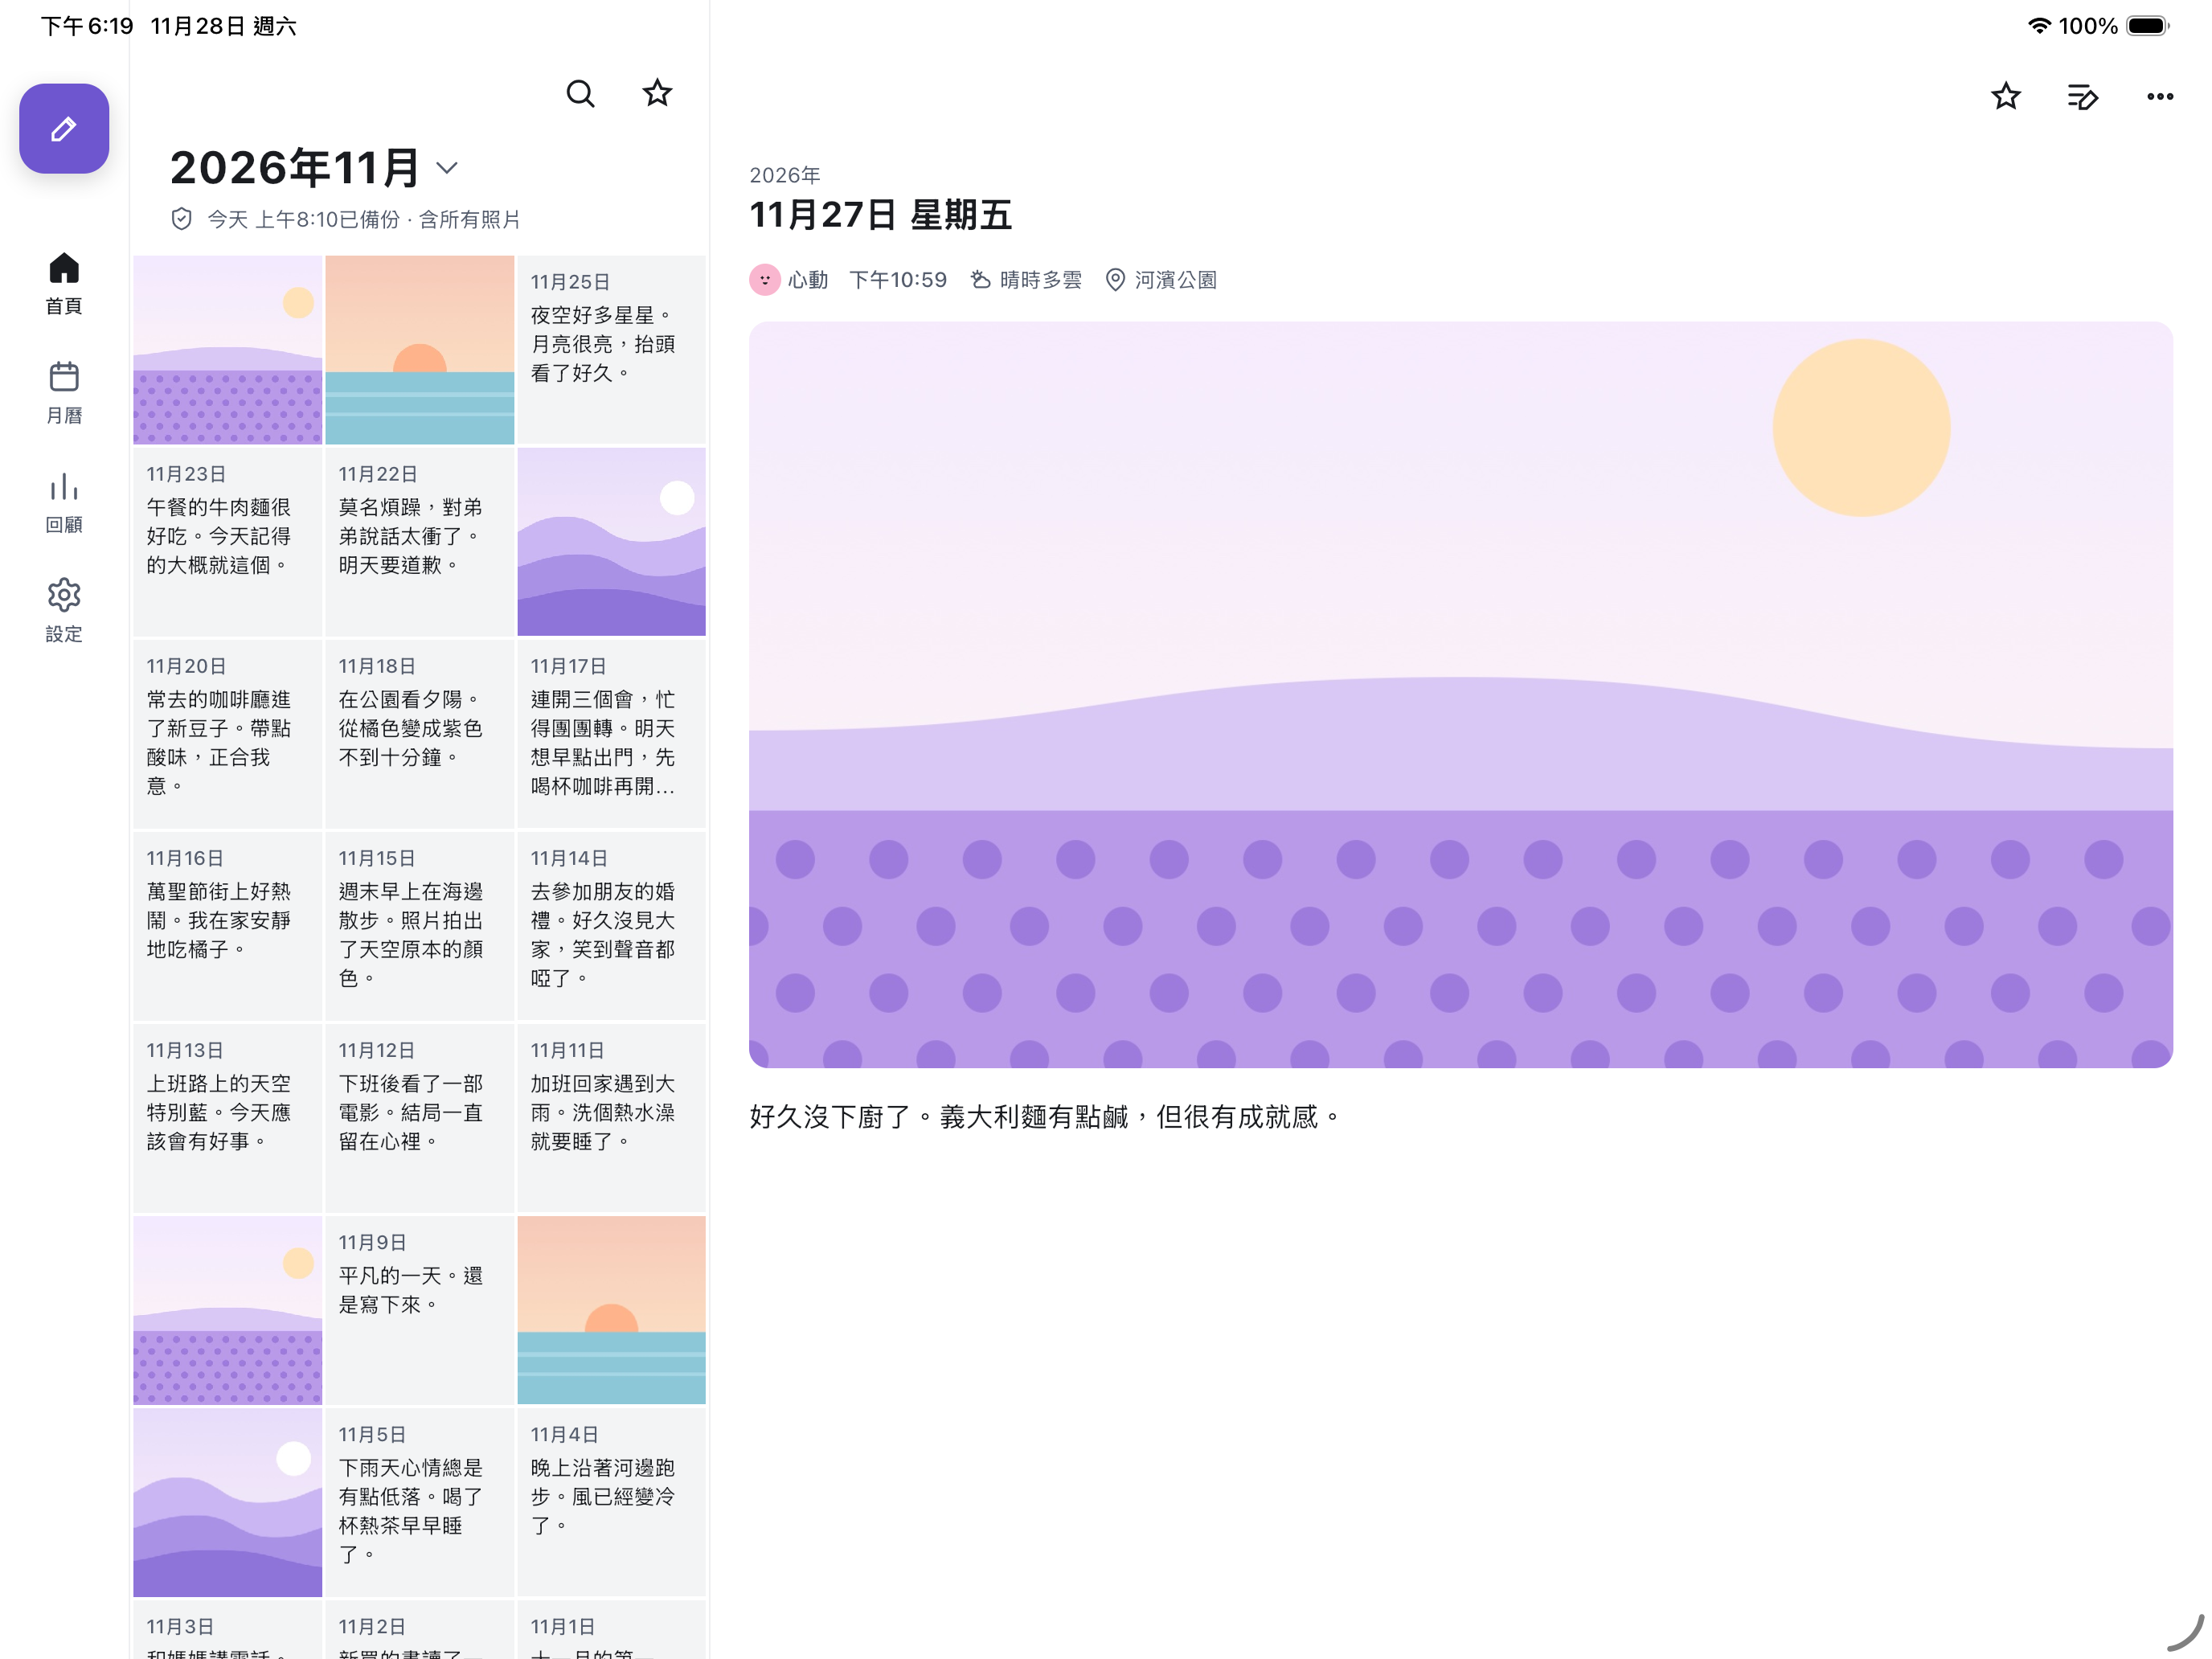 下午6:19 11月28日 週六
100%
首頁
月曆
回顧
設定
2026年11月
今天 上午8:10已備份 · 含所有照片
11月25日
夜空好多星星。
月亮很亮，抬頭
看了好久。
11月23日
午餐的牛肉麵很
好吃。今天記得
的大概就這個。
11月22日
莫名煩躁，對弟
弟說話太衝了。
明天要道歉。
11月20日
常去的咖啡廳進
了新豆子。帶點
酸味，正合我
意。
11月18日
在公園看夕陽。
從橘色變成紫色
不到十分鐘。
11月17日
連開三個會，忙
得團團轉。明天
想早點出門，先
喝杯咖啡再開...
11月16日
萬聖節街上好熱
鬧。我在家安靜
地吃橘子。
11月15日
週末早上在海邊
散步。照片拍出
了天空原本的顏
色。
11月14日
去參加朋友的婚
禮。好久沒見大
家，笑到聲音都
啞了。
11月13日
上班路上的天空
特別藍。今天應
該會有好事。
11月12日
下班後看了一部
電影。結局一直
留在心裡。
11月11日
加班回家遇到大
雨。洗個熱水澡
就要睡了。
11月9日
平凡的一天。還
是寫下來。
11月5日
下雨天心情總是
有點低落。喝了
杯熱茶早早睡
了。
11月4日
晚上沿著河邊跑
步。風已經變冷
了。
11月3日
和媽媽講電話。
11月2日
新買的書讀了一
11月1日
十一月的第一
2026年
11月27日 星期五
心動 下午10:59 晴時多雲 河濱公園
好久沒下廚了。義大利麵有點鹹，但很有成就感。